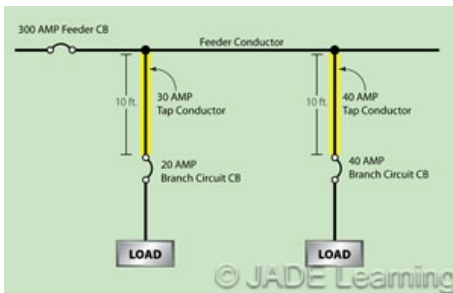 300 AMP Feeder CB
Feeder Conductor
10 ft.
30 AMP
Tap Conductor
10 ft.
40 AMP
Tap Conductor
20 AMP
Branch Circuit CB
40 AMP
Branch Circuit CB
LOAD
LOAD
© JADE Learning